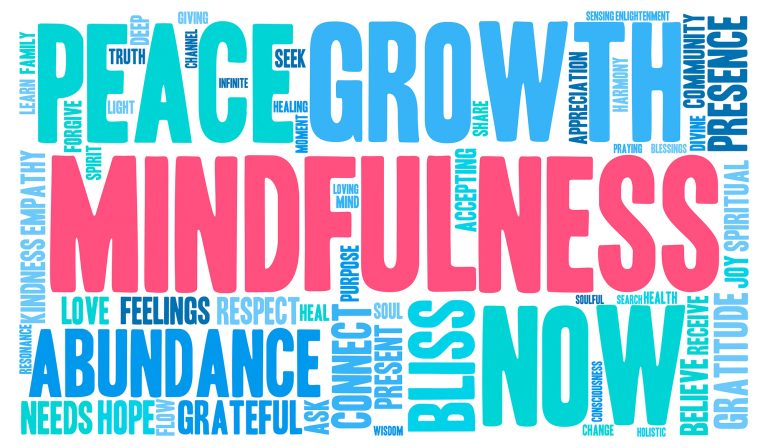 LEARN
FAMILY
PEACE
TRUTH
DEEP
GIVING
CHANNEL
INFINITE
SEEK
LIGHT
HEALING
MOMENT
FORGIVE
SPIRIT
GROWTH
SHARE
SENSING
ENLIGHTENMENT
APPRECIATION
HARMONY
PRAYING
BLESSINGS
DIVINE
COMMUNITY
PRESENCE
KINDNESS
EMPATHY
MINDFULNESS
LOVING
MIND
ACCEPTING
PURPOSE
JOY
SPIRITUAL
RESONANCE
LOVE
FEELINGS
RESPECT
HEAL
ABUNDANCE
NEEDS
HOPE
FLOW
GRATEFUL
ASK
CONNECT
SOUL
PRESENT
WISDOM
BLISS
NOW
SOULFUL
SEARCH
HEALTH
CONSCIOUSNESS
CHANGE
HOLISTIC
BELIEVE
RECEIVE
GRATITUDE